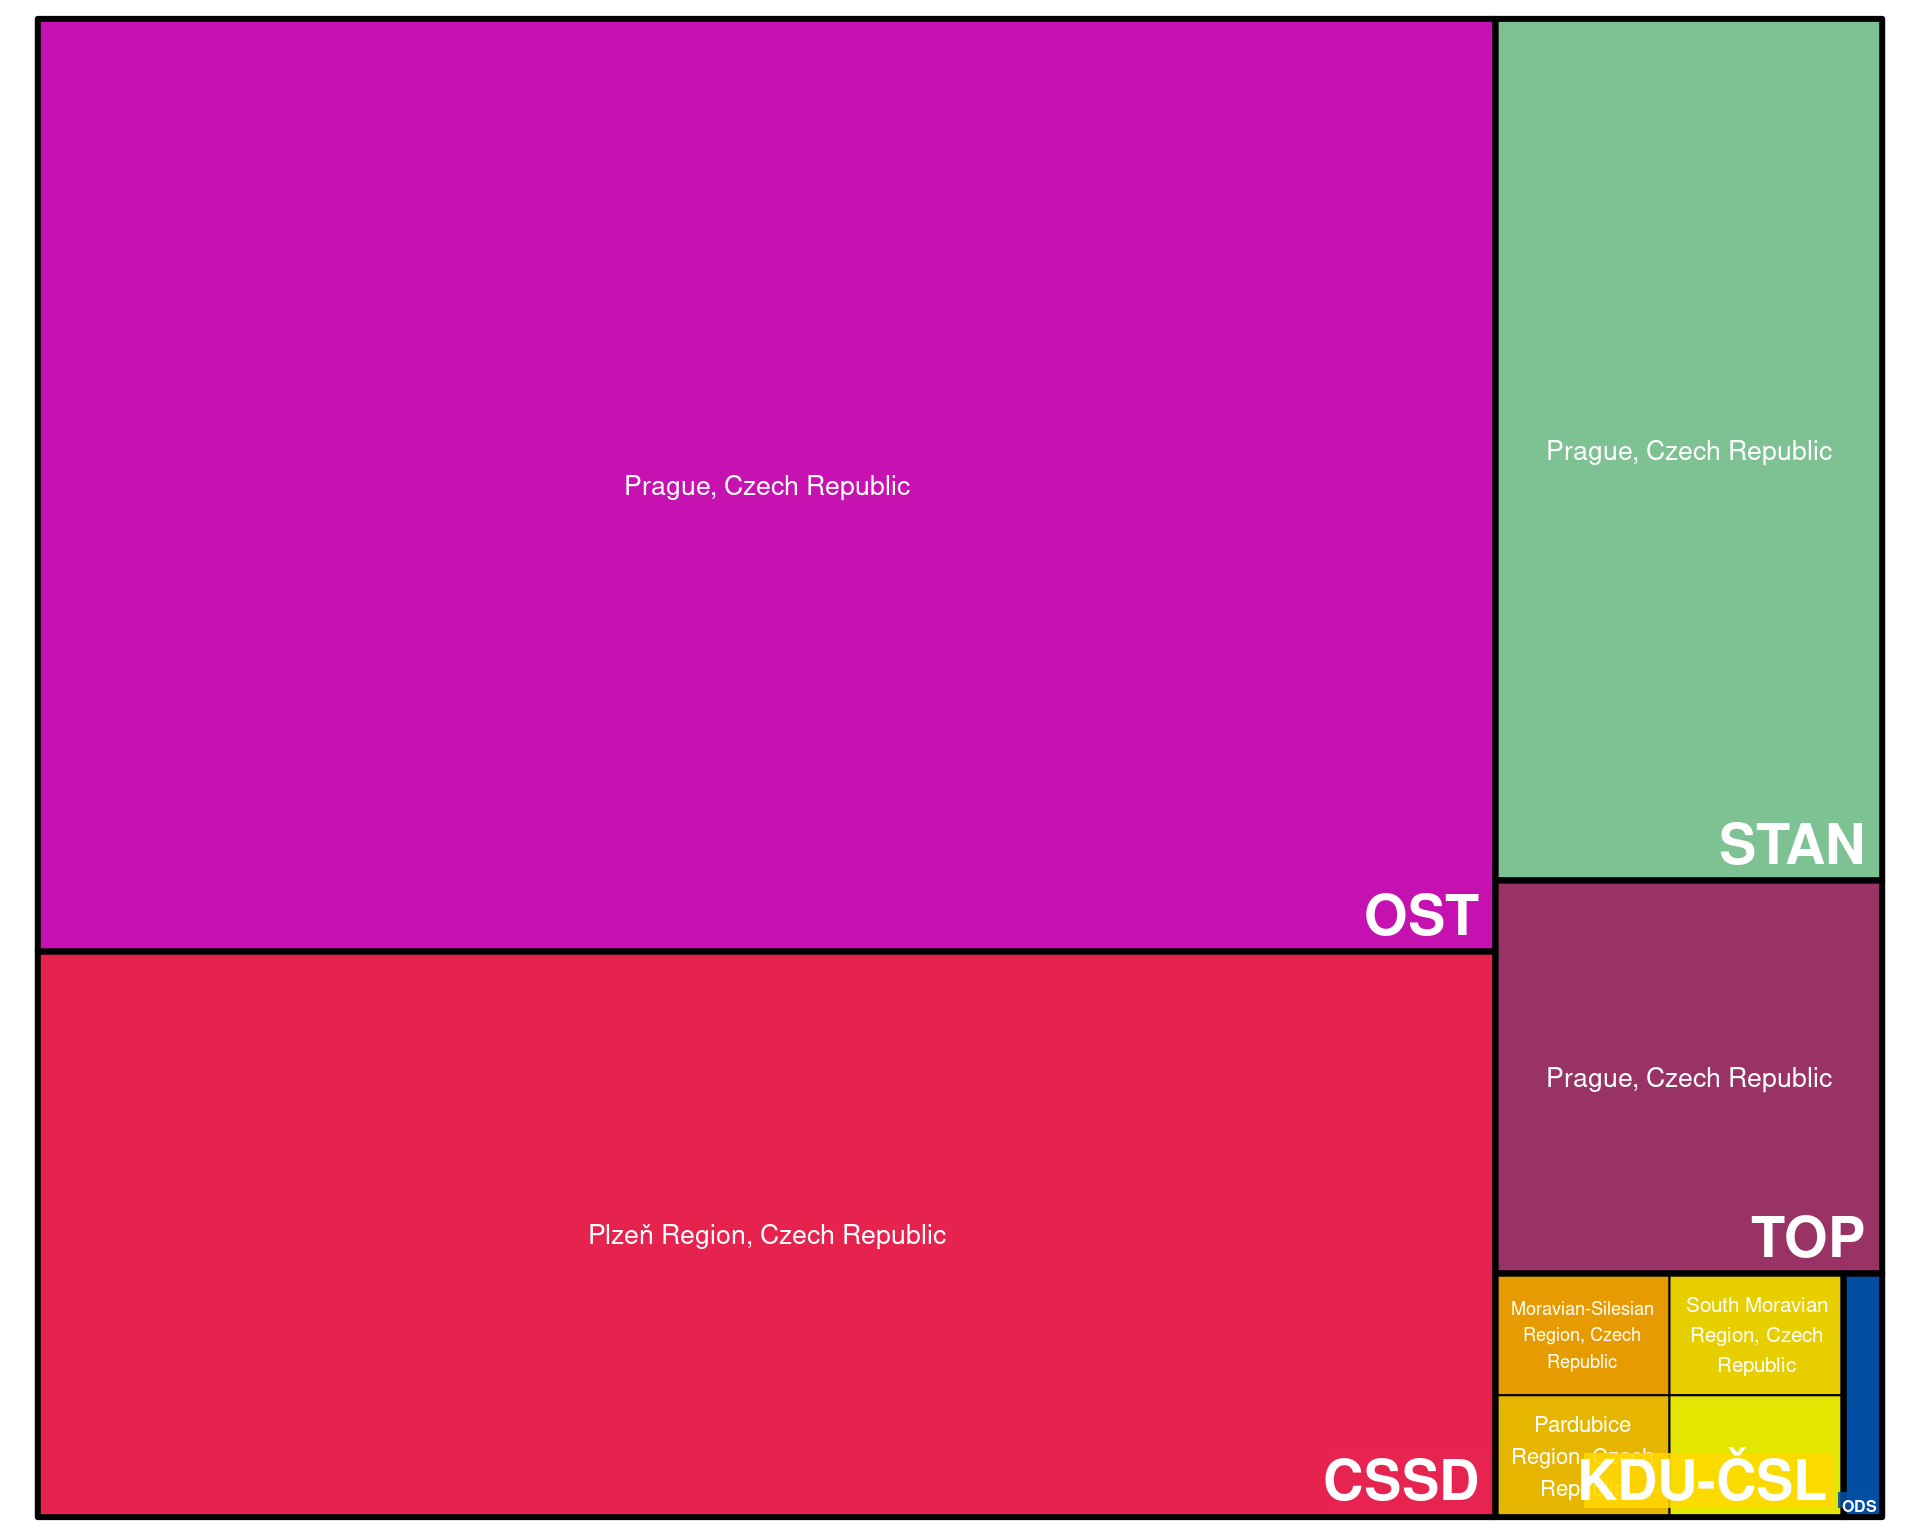 Prague, Czech Republic
OST
Prague, Czech Republic
STAN
Plzeň Region, Czech Republic
CSSD
Prague, Czech Republic
TOP
Moravian-Silesian
Region, Czech
Republic
South Moravian
Region, Czech
Republic
Pardubice
Region, Czech
KDU-ČSL
ODS